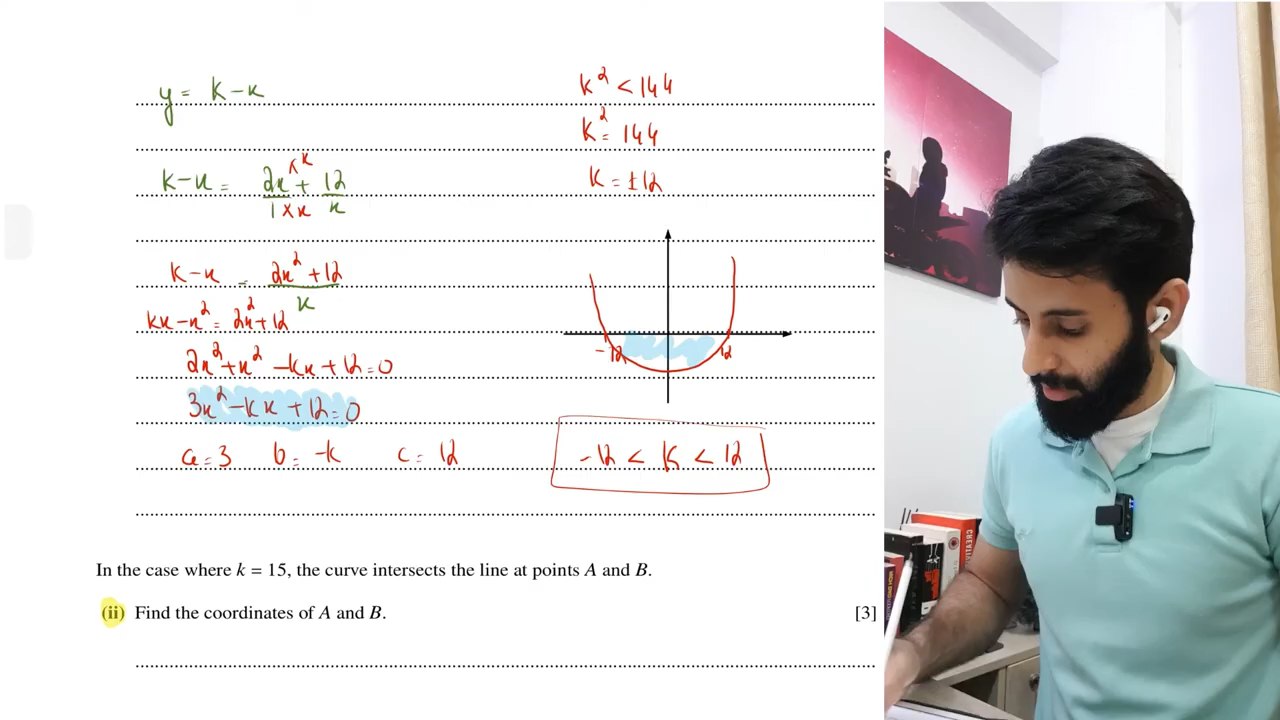 y = k-x
k-x = 2x/1 + 12/x
×x
×x
k-x = 2x²+12/x
kx-x² = 2x²+12
2x²+x²-kx+12=0
3x²-kx+12=0
a=3 b=-k c=12
k² < 144
k² = 144
k = ±12
-12 12
-12 < k < 12
In the case where k = 15, the curve intersects the line at points A and B.
(ii) Find the coordinates of A and B. [3]